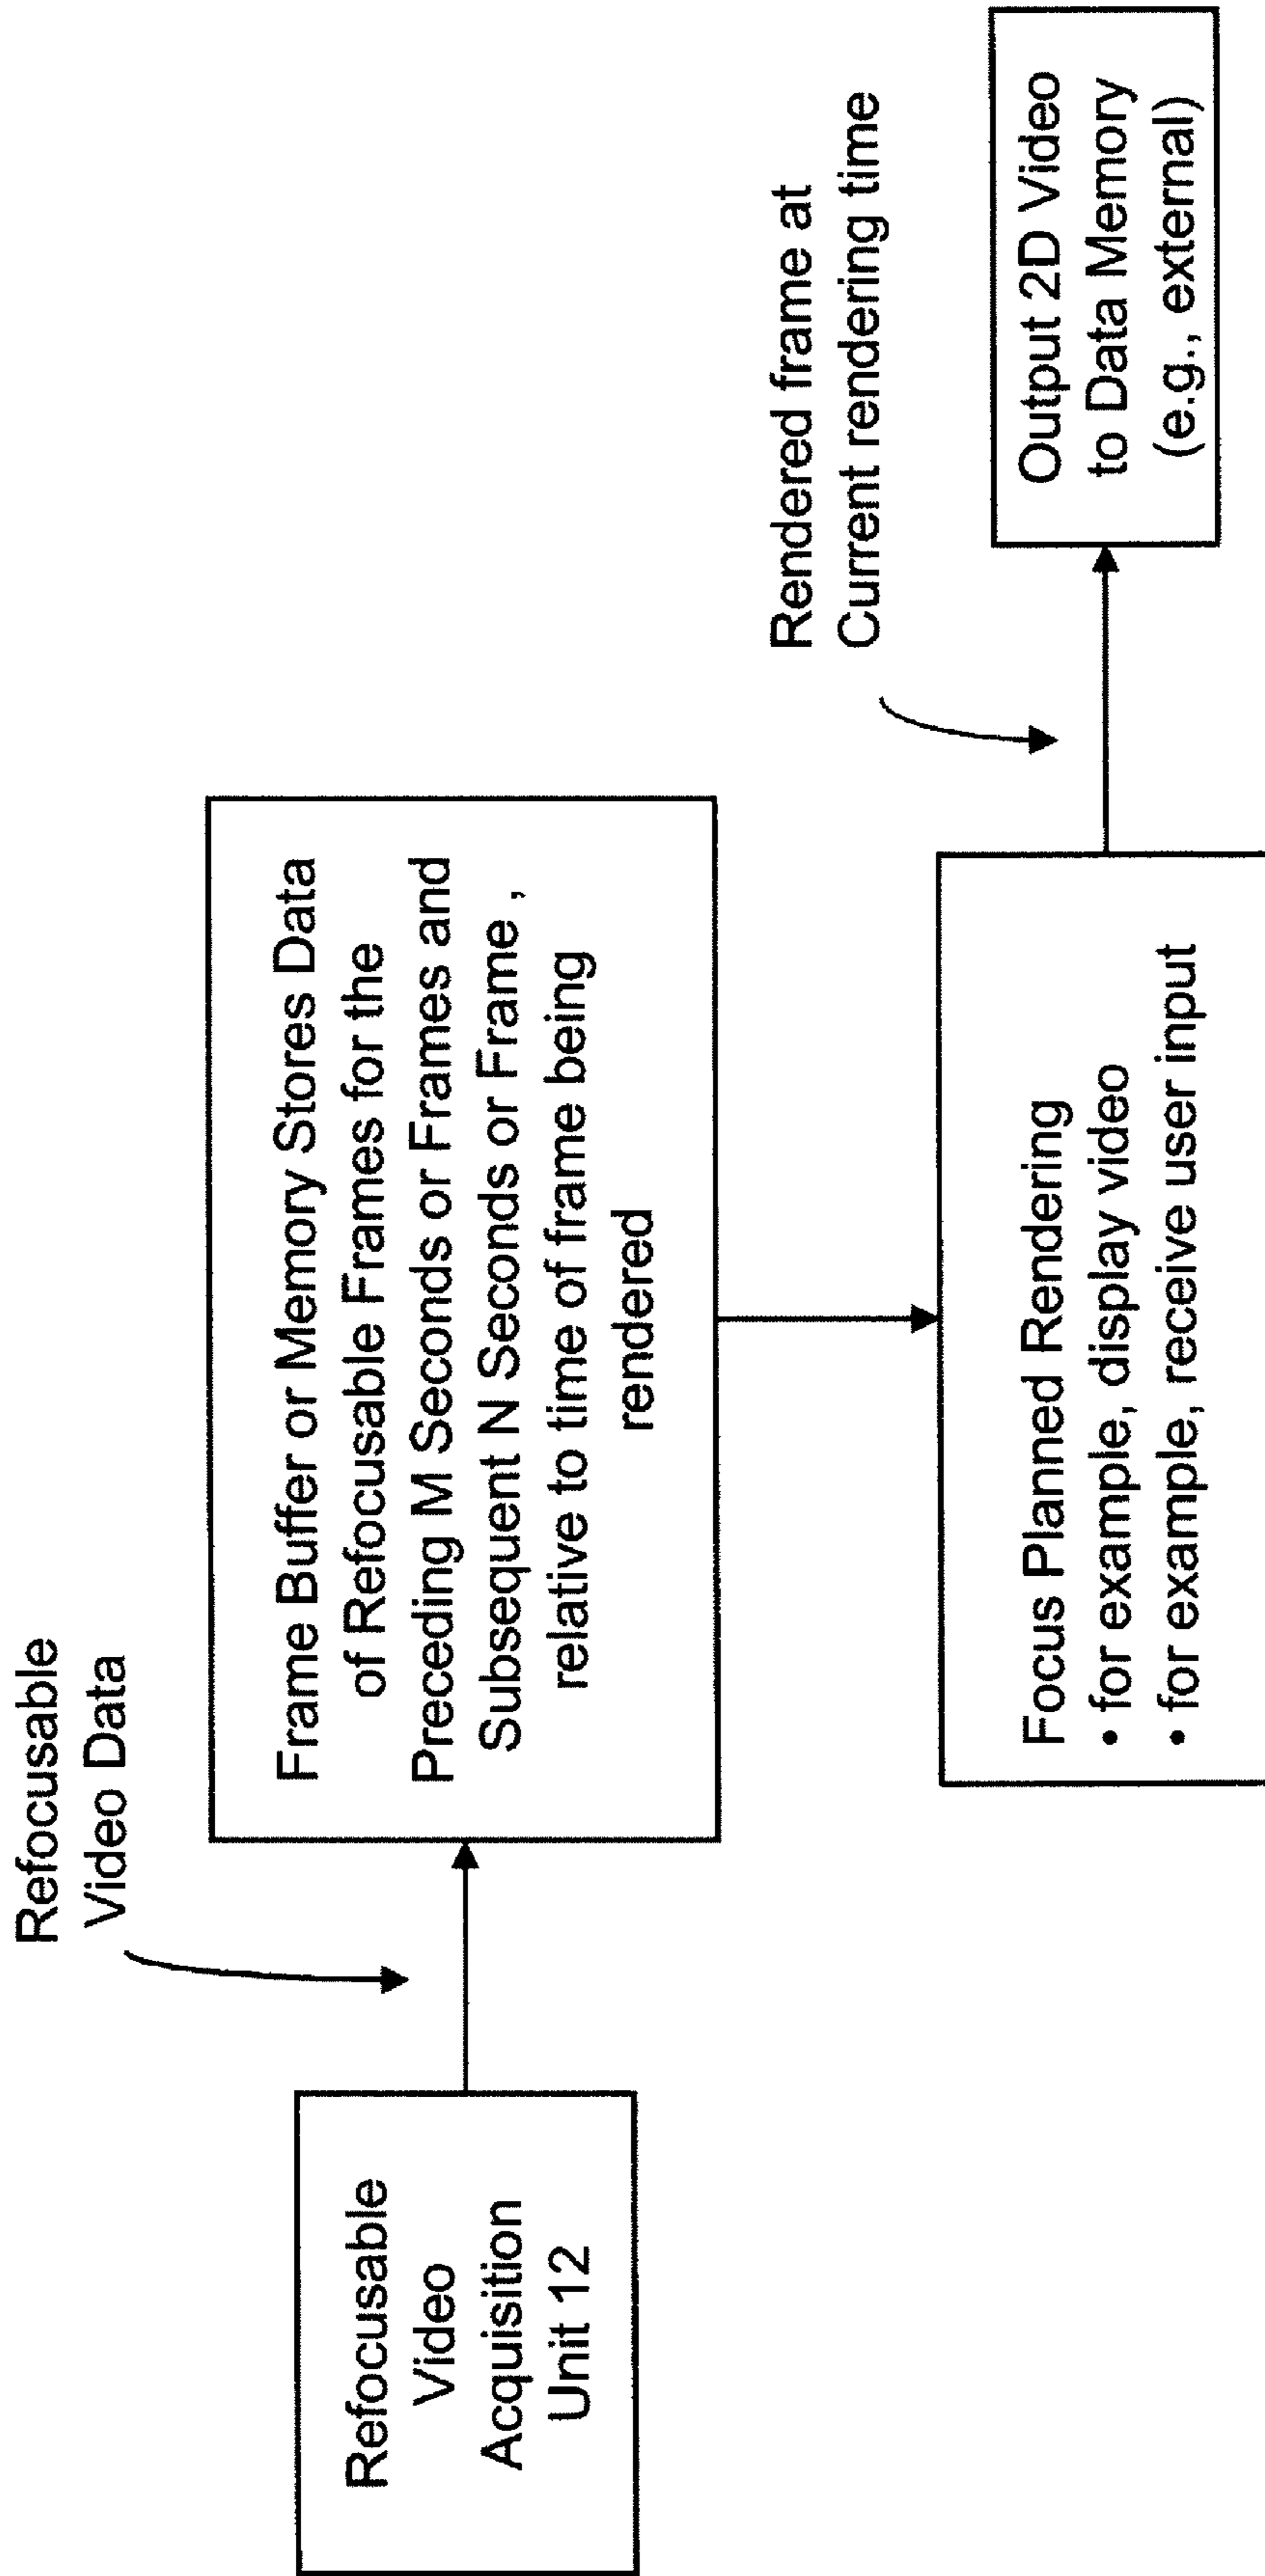 Refocusable
Video Data
Refocusable
Video
Acquisition
Unit 12
Frame Buffer or Memory Stores Data
of Refocusable Frames for the
Preceding M Seconds or Frames and
Subsequent N Seconds or Frame ,
relative to time of frame being
rendered
Focus Planned Rendering
• for example, display video
• for example, receive user input
Rendered frame at
Current rendering time
Output 2D Video
to Data Memory
(e.g., external)